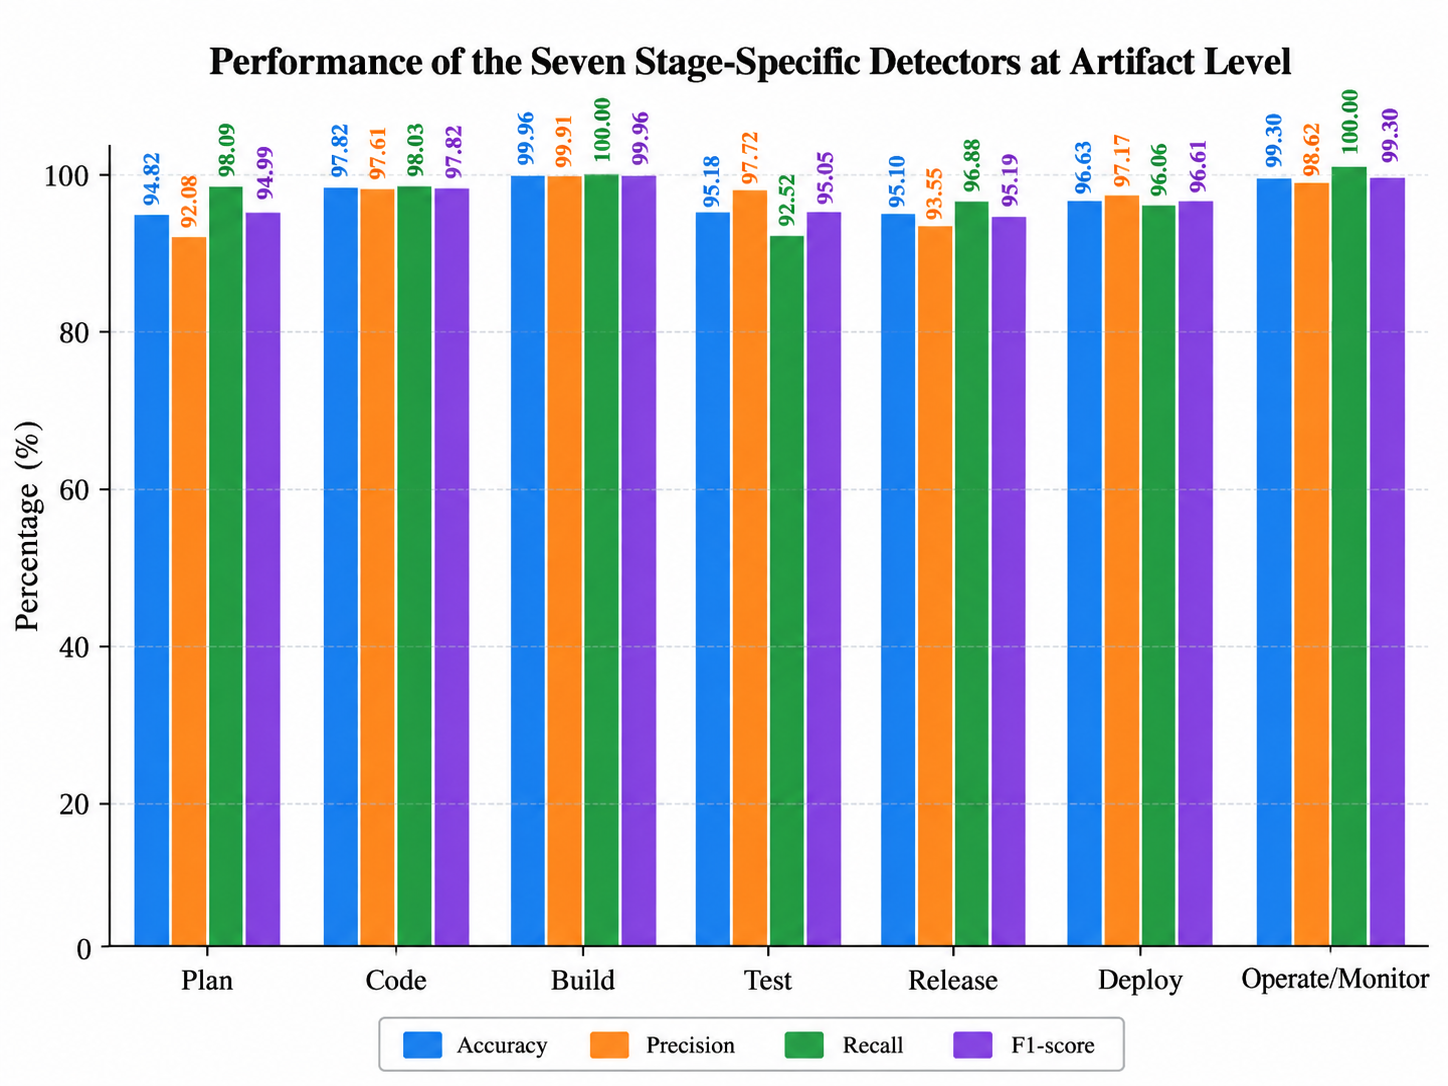 Performance of the Seven Stage-Specific Detectors at Artifact Level
Percentage (%)
100
80
60
40
20
0
94.82
92.08
98.09
94.99
97.82
97.61
98.03
97.82
99.96
99.91
100.00
99.96
95.18
97.72
92.52
95.05
95.10
93.55
96.88
95.19
96.63
97.17
96.06
96.61
99.30
98.62
100.00
99.30
Plan
Code
Build
Test
Release
Deploy
Operate/Monitor
Accuracy
Precision
Recall
F1-score